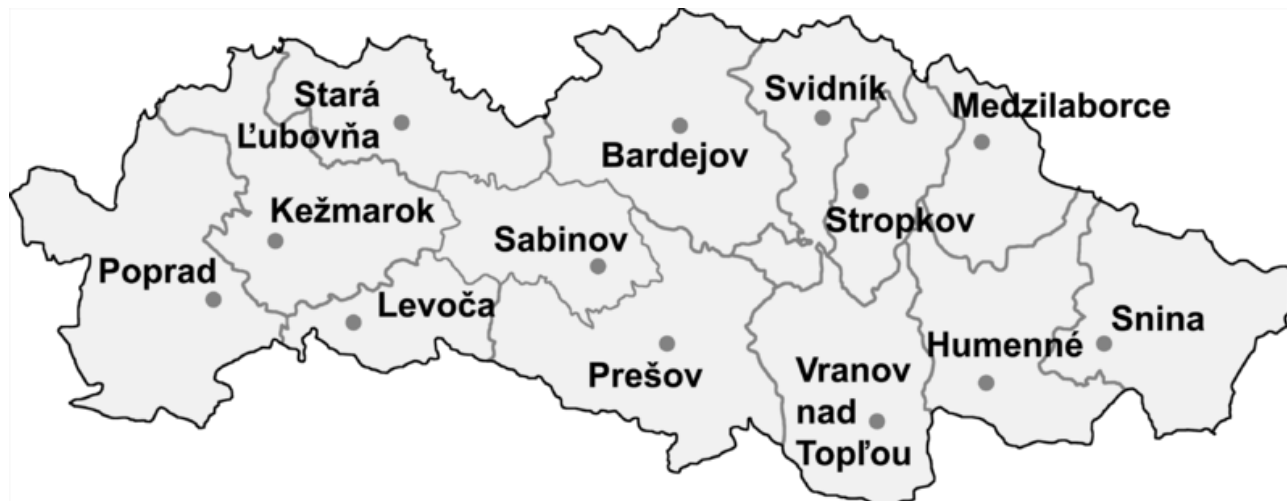 Stará
Ľubovňa
Svidník
Medzilaborce
Bardejov
Kežmarok
Stropkov
Sabinov
Poprad
Levoča
Snina
Humenné
Prešov
Vranov
nad
Topľou